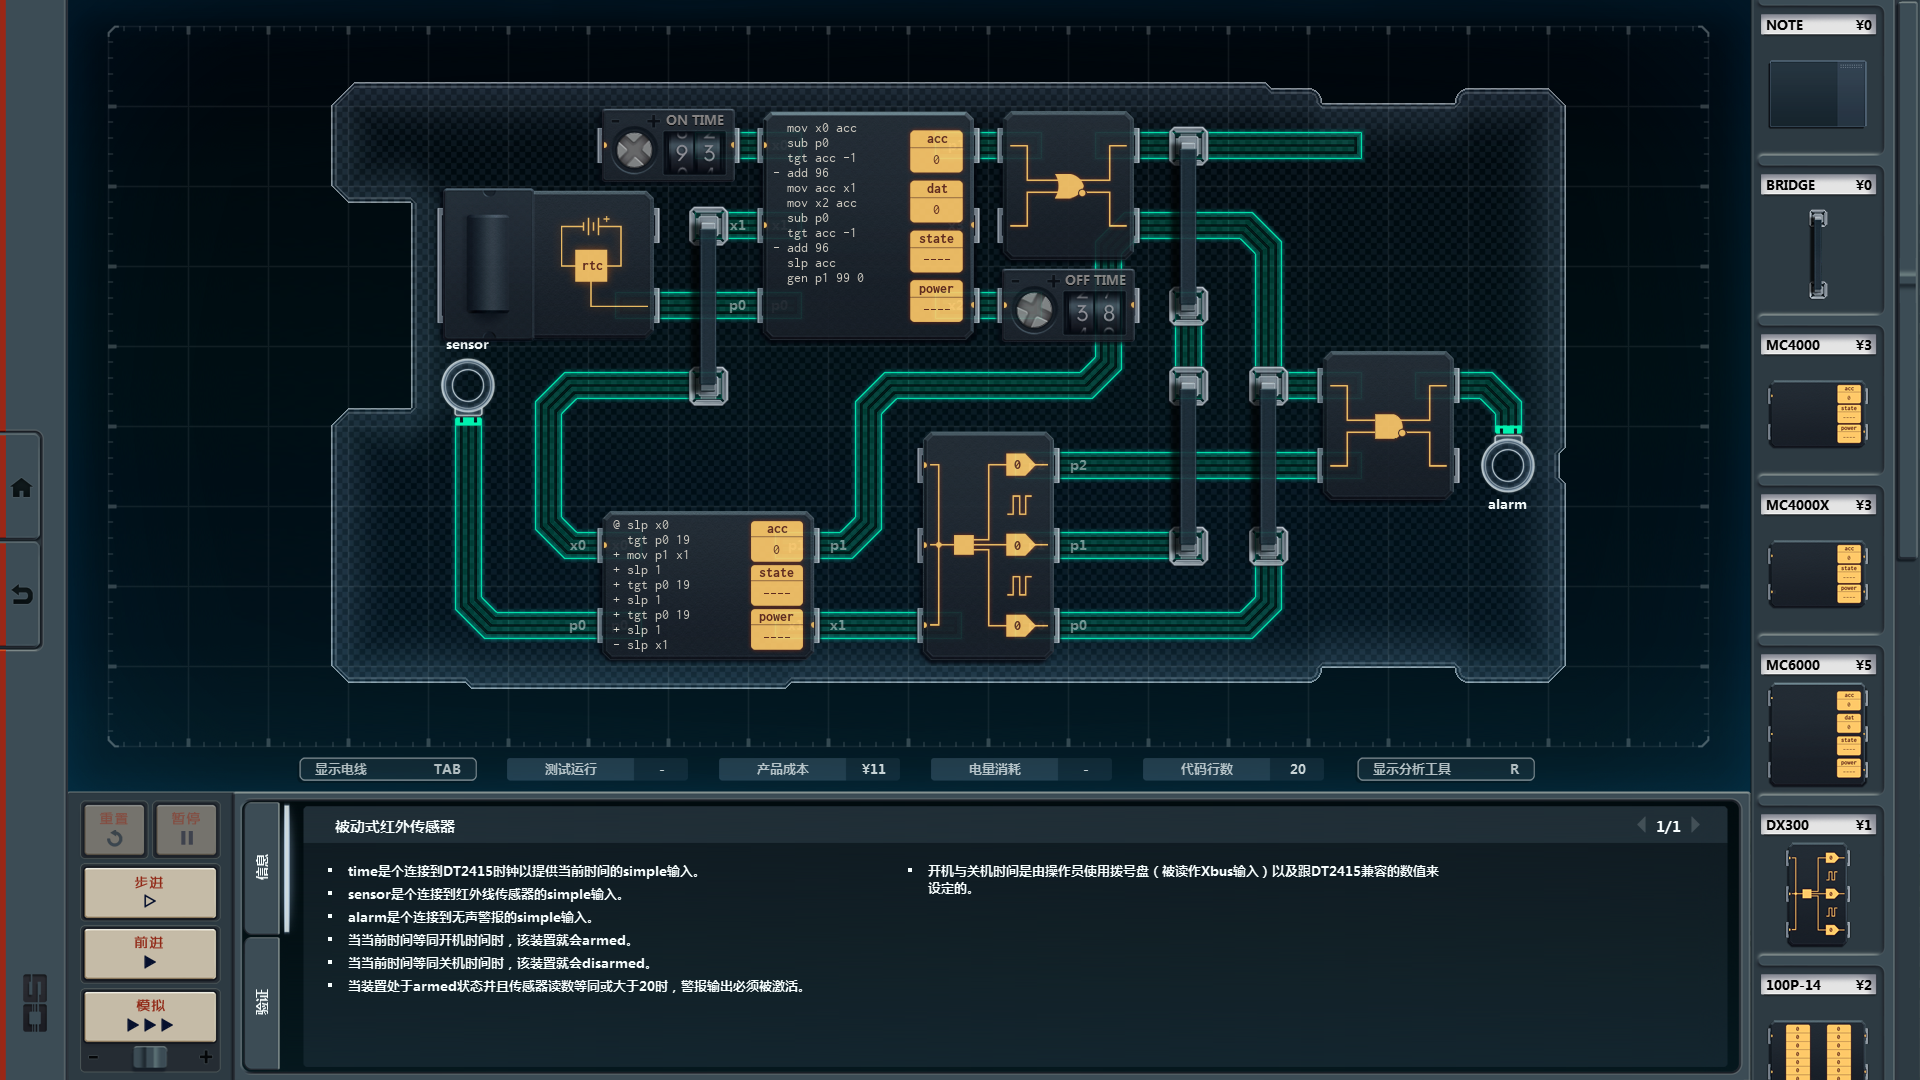 NOTE ¥0
ON TIME
9 3
mov x0 acc
sub p0
tgt acc -1
- add 96
mov acc x1
mov x2 acc
sub p0
tgt acc -1
- add 96
slp acc
gen p1 99 0
acc
0
dat
0
state
----
power
----
BRIDGE ¥0
rtc
x1
p0
OFF TIME
3 8
sensor
MC4000 ¥3
alarm
MC4000X ¥3
x0
p0
@ slp x0
tgt p0 19
+ mov p1 x1
+ slp 1
+ tgt p0 19
+ slp 1
+ tgt p0 19
+ slp 1
- slp x1
acc
0
state
----
power
----
p1
x1
0
0
0
p2
p1
p0
MC6000 ¥5
DX300 ¥1
100P-14 ¥2
显示电线 TAB
测试运行 -
产品成本 ¥11
电量消耗 -
代码行数 20
显示分析工具 R
重置
暂停
步进
前进
模拟
- +
信息
验证
被动式红外传感器
1/1
▪ time是个连接到DT2415时钟以提供当前时间的simple输入。
▪ sensor是个连接到红外线传感器的simple输入。
▪ alarm是个连接到无声警报的simple输入。
▪ 当当前时间等同开机时间时，该装置就会armed。
▪ 当当前时间等同关机时间时，该装置就会disarmed。
▪ 当装置处于armed状态并且传感器读数等同或大于20时，警报输出必须被激活。
▪ 开机与关机时间是由操作员使用拨号盘（被读作Xbus输入）以及跟DT2415兼容的数值来
设定的。